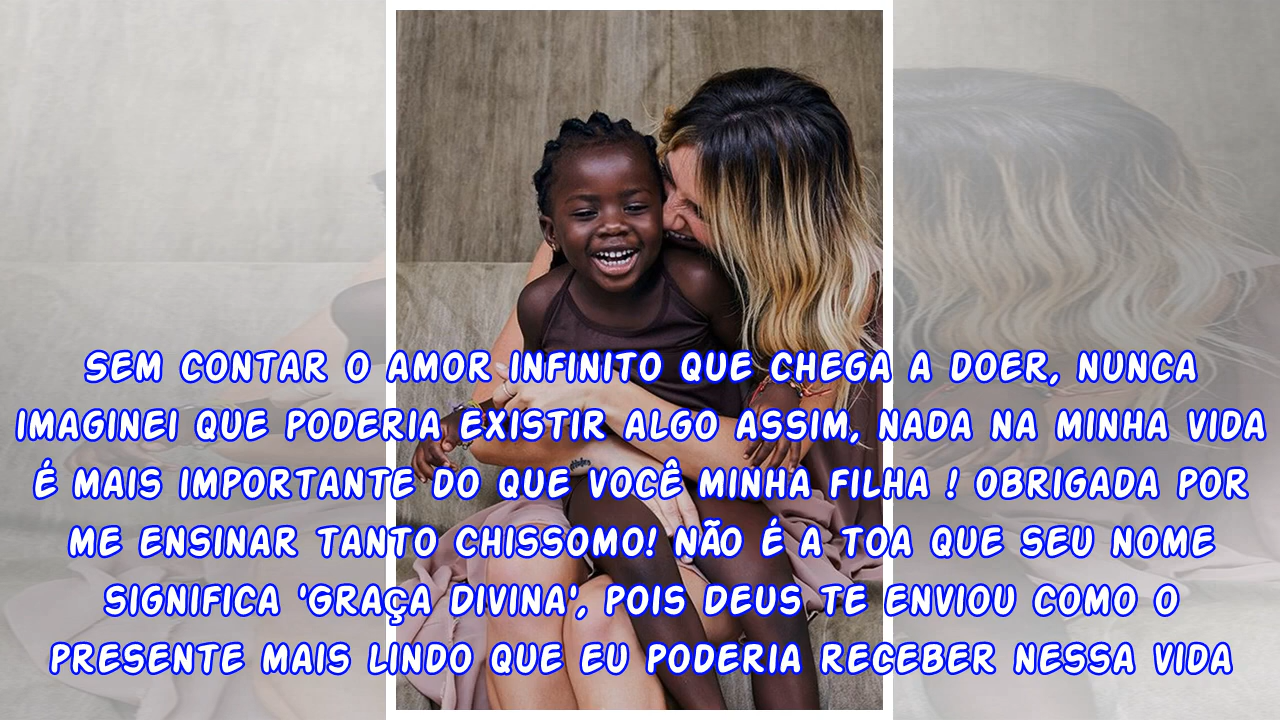 SEM CONTAR O AMOR INFINITO QUE CHEGA A DOER, NUNCA
IMAGINEI QUE PODERIA EXISTIR ALGO ASSIM, NADA NA MINHA VIDA
É MAIS IMPORTANTE DO QUE VOCÊ MINHA FILHA ! OBRIGADA POR
ME ENSINAR TANTO CHISSOMO! NÃO É A TOA QUE SEU NOME
SIGNIFICA 'GRAÇA DIVINA', POIS DEUS TE ENVIOU COMO O
PRESENTE MAIS LINDO QUE EU PODERIA RECEBER NESSA VIDA